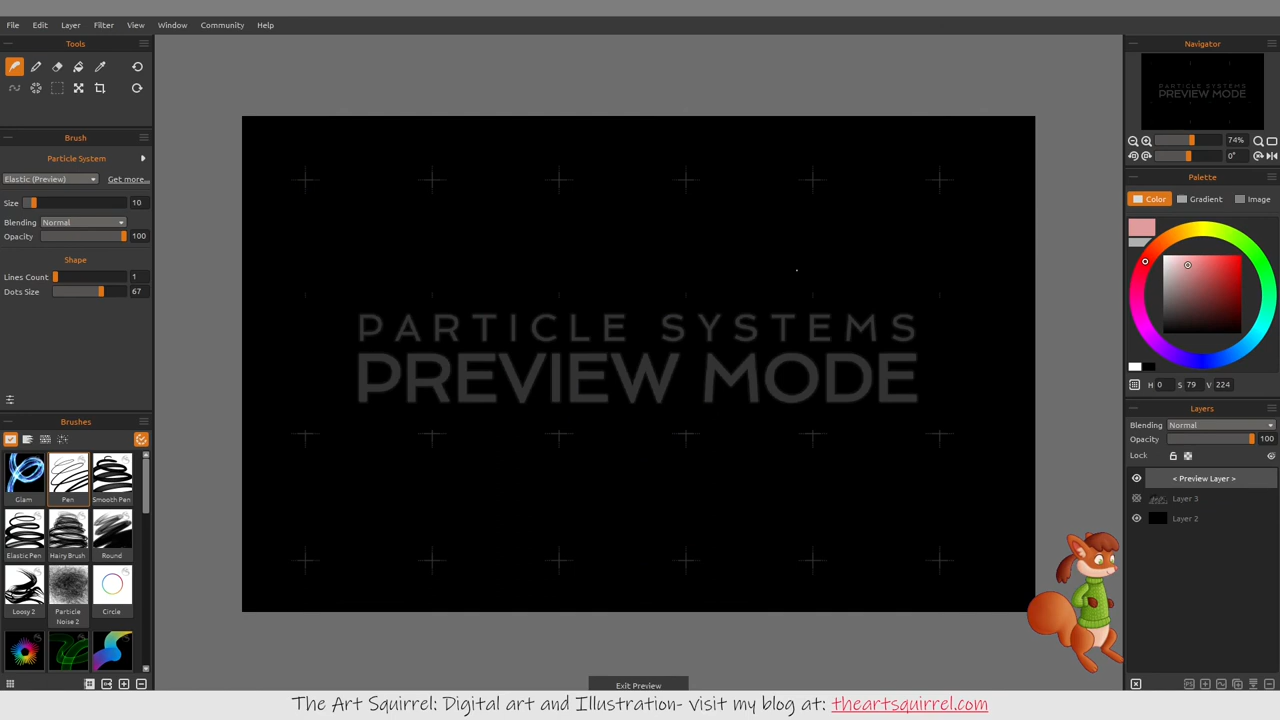 File Edit Layer Filter View Window Community Help
Tools
Brush
Particle System
Elastic (Preview) Get more...
Size 10
Blending Normal
Opacity 100
Shape
Lines Count 1
Dots Size 67
Brushes
Glam Pen Smooth Pen
Elastic Pen Hairy Brush Round
Loosy 2 Particle Noise 2 Circle
PARTICLE SYSTEMS
PREVIEW MODE
Exit Preview
Navigator
PARTICLE SYSTEMS
PREVIEW MODE
74%
0°
Palette
Color Gradient Image
H 0 S 79 V 224
Layers
Blending Normal
Opacity 100
Lock
< Preview Layer >
Layer 3
Layer 2
The Art Squirrel: Digital art and Illustration- visit my blog at: theartsquirrel.com